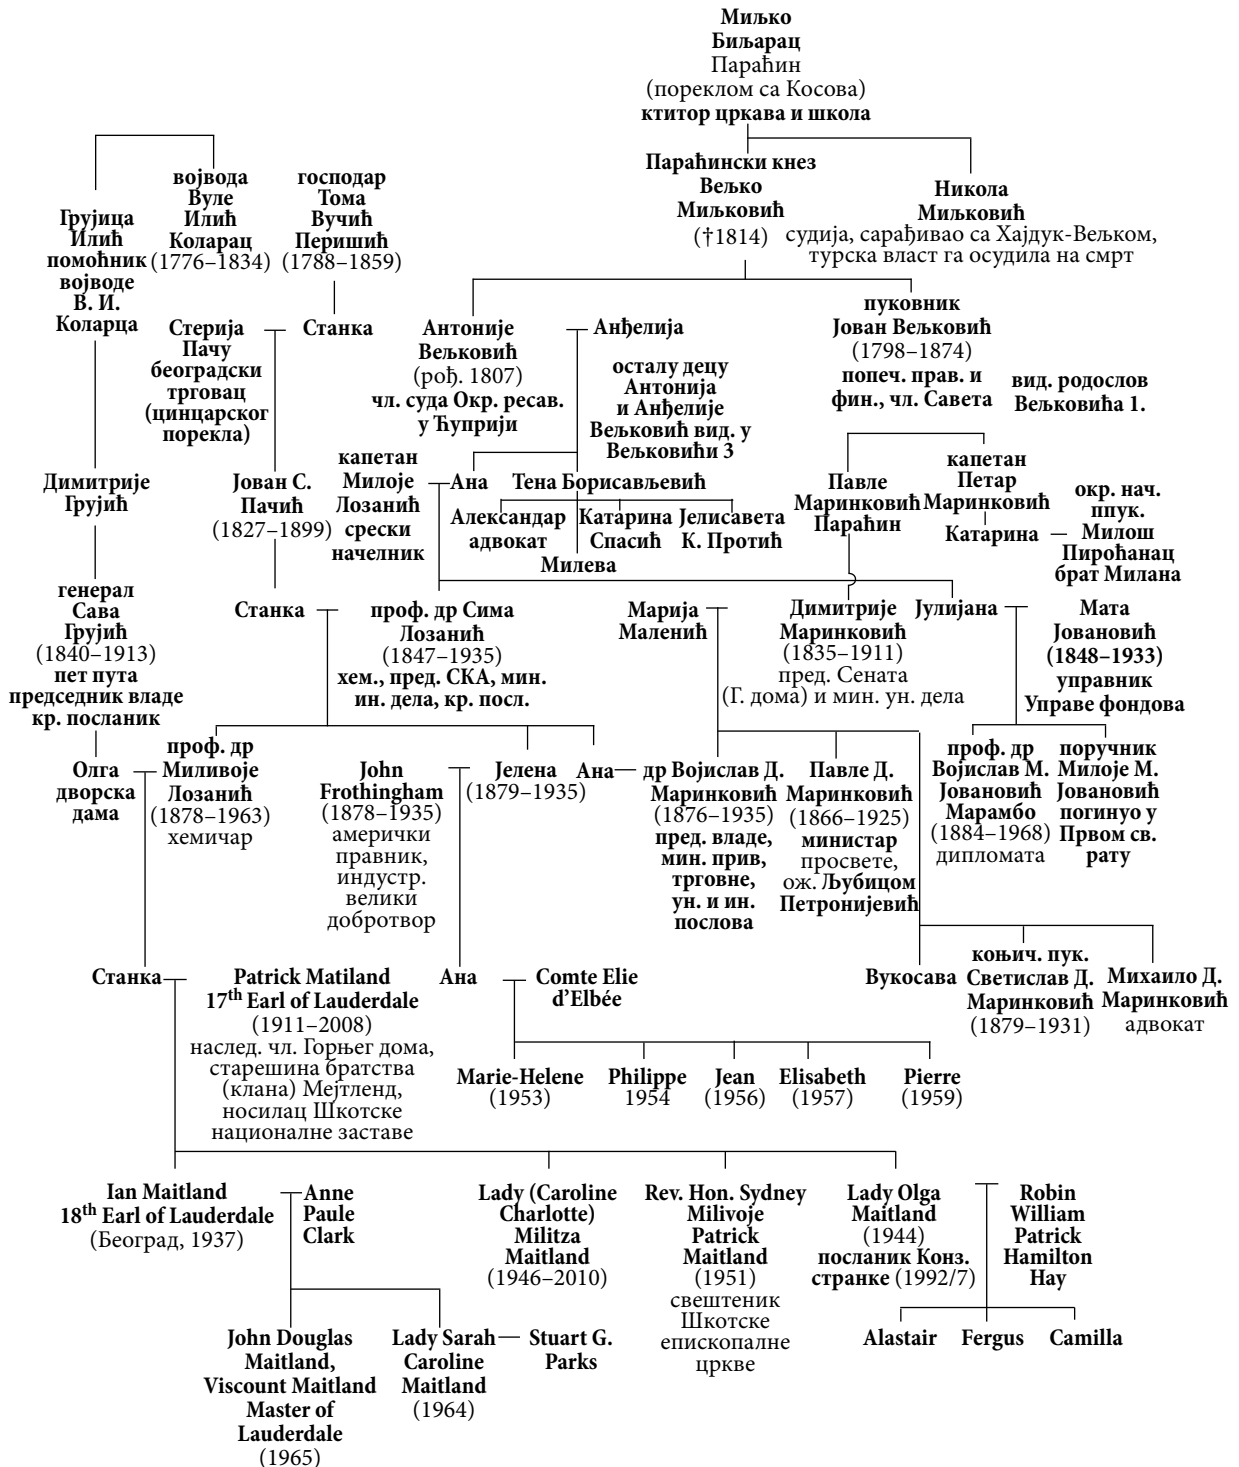 Миљко
Биљарац
Параћин
(пореклом са Косова)
ктитор цркава и школа
Параћински кнез
Вељко
Миљковић
(†1814)
Никола
Миљковић
судија, сарађивао са Хајдук-Вељком,
турска власт га осудила на смрт
Грујица
Илић
помоћник
војводе
В. И.
Коларца
војвода
Вуле
Илић
Коларац
(1776–1834)
господар
Тома
Вучић
Перишић
(1788–1859)
Стерија
Пачу
београдски
трговац
(цинцарског
порекла)
Станка
Антоније
Вељковић
(рођ. 1807)
чл. суда Окр. ресав.
у Ћуприји
Анђелија
осталу децу
Антонија
и Анђелије
Вељковић вид. у
Вељковићи 3
пуковник
Јован Вељковић
(1798–1874)
попеч. прав. и
фин., чл. Савета
вид. родослов
Вељковића 1.
Димитрије
Грујић
Јован С.
Пачић
(1827–1899)
капетан
Милоје
Лозанић
срески
начелник
Ана
Тена Борисављевић
Александар
адвокат
Катарина
Спасић
Јелисавета
К. Протић
Милева
Павле
Маринковић
Параћин
капетан
Петар
Маринковић
Катарина
окр. нач.
ппук.
Милош
Пироћанац
брат Милана
генерал
Сава
Грујић
(1840–1913)
пет пута
председник владе
кр. посланик
Станка
проф. др Сима
Лозанић
(1847–1935)
хем., пред. СКА, мин.
ин. дела, кр. посл.
Марија
Маленић
Димитрије
Маринковић
(1835–1911)
пред. Сената
(Г. дома) и мин. ун. дела
Јулијана
Мата
Јовановић
(1848–1933)
управник
Управе фондова
Олга
дворска
дама
проф. др
Миливоје
Лозанић
(1878–1963)
хемичар
John
Frothingham
(1878–1935)
амерички
правник,
индустр.
велики
добротвор
Јелена
(1879–1935)
Ана
др Војислав Д.
Маринковић
(1876–1935)
пред. владе,
мин. прив,
трговне,
ун. и ин.
послова
Павле Д.
Маринковић
(1866–1925)
министар
просвете,
ож. Љубицом
Петронијевић
проф. др
Војислав М.
Јовановић
Марамбо
(1884–1968)
дипломата
поручник
Милоје М.
Јовановић
погинуо у
Првом св.
рату
Станка
Patrick Matiland
17th Earl of Lauderdale
(1911–2008)
наслед. чл. Горњег дома,
старешина братства
(клана) Мејтленд,
носилац Шкотске
националне заставе
Ана
Comte Elie
d’Elbée
Вукосава
коњич. пук.
Светислав Д.
Маринковић
(1879–1931)
Михаило Д.
Маринковић
адвокат
Marie-Helene
(1953)
Philippe
1954
Jean
(1956)
Elisabeth
(1957)
Pierre
(1959)
Ian Maitland
18th Earl of Lauderdale
(Београд, 1937)
Anne
Paule
Clark
Lady (Caroline
Charlotte)
Militza
Maitland
(1946–2010)
Rev. Hon. Sydney
Milivoje
Patrick
Maitland
(1951)
свештеник
Шкотске
епископалне
цркве
Lady Olga
Maitland
(1944)
посланик Конз.
странке (1992/7)
Robin
William
Patrick
Hamilton
Hay
John Douglas
Maitland,
Viscount Maitland
Master of
Lauderdale
(1965)
Lady Sarah
Caroline
Maitland
(1964)
Stuart G.
Parks
Alastair
Fergus
Camilla